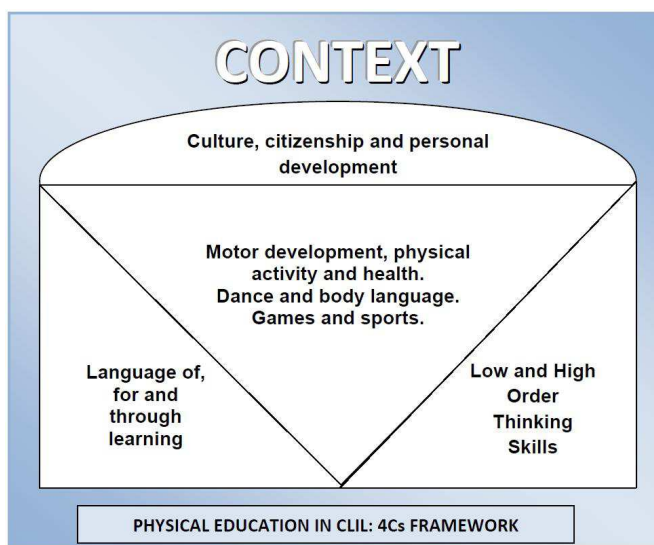 CONTEXT
Culture, citizenship and personal
development
Motor development, physical
activity and health.
Dance and body language.
Games and sports.
Language of,
for and
through
learning
Low and High
Order
Thinking
Skills
PHYSICAL EDUCATION IN CLIL: 4Cs FRAMEWORK